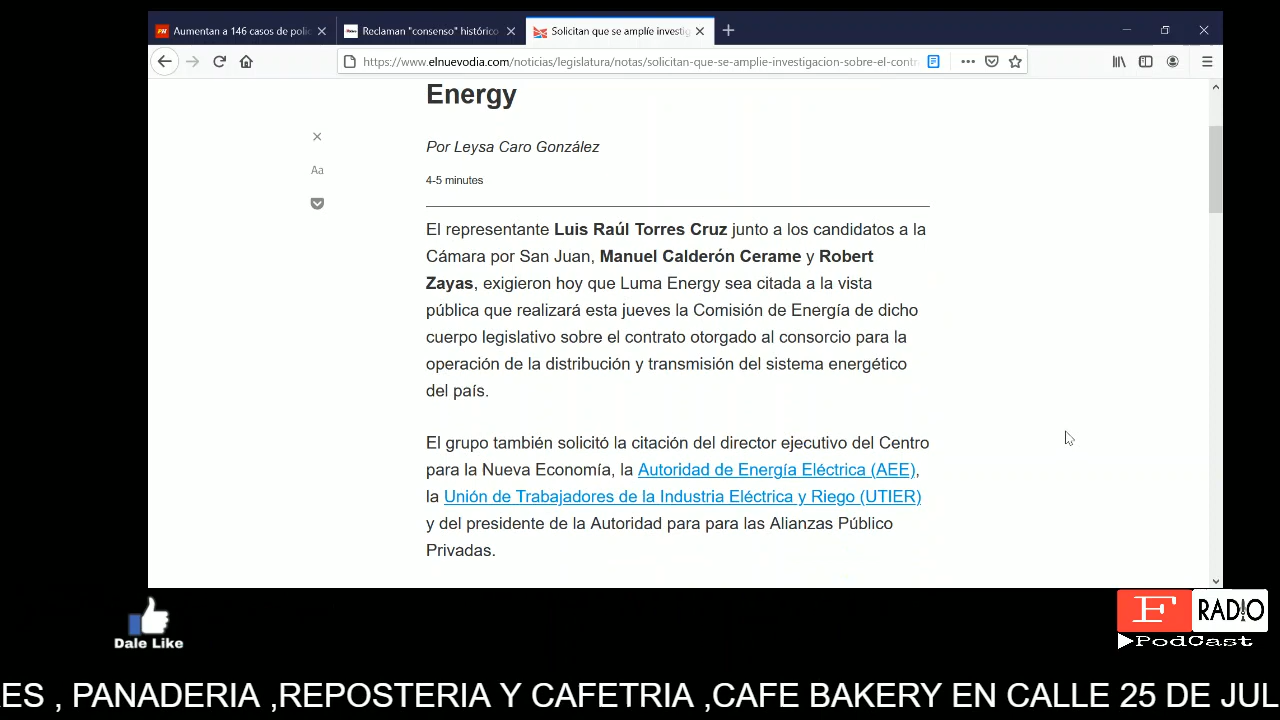 Aumentan a 146 casos de polic
Reclaman "consenso" histórico
Solicitan que se amplíe investig
https://www.elnuevodia.com/noticias/legislatura/notas/solicitan-que-se-amplie-investigacion-sobre-el-contr
Energy
Por Leysa Caro González
Aa
4-5 minutes
El representante Luis Raúl Torres Cruz junto a los candidatos a la
Cámara por San Juan, Manuel Calderón Cerame y Robert
Zayas, exigieron hoy que Luma Energy sea citada a la vista
pública que realizará esta jueves la Comisión de Energía de dicho
cuerpo legislativo sobre el contrato otorgado al consorcio para la
operación de la distribución y transmisión del sistema energético
del país.
El grupo también solicitó la citación del director ejecutivo del Centro
para la Nueva Economía, la Autoridad de Energía Eléctrica (AEE),
la Unión de Trabajadores de la Industria Eléctrica y Riego (UTIER)
y del presidente de la Autoridad para para las Alianzas Público
Privadas.
Dale Like
F RADIO
PodCast
ES , PANADERIA ,REPOSTERIA Y CAFETRIA ,CAFE BAKERY EN CALLE 25 DE JUL